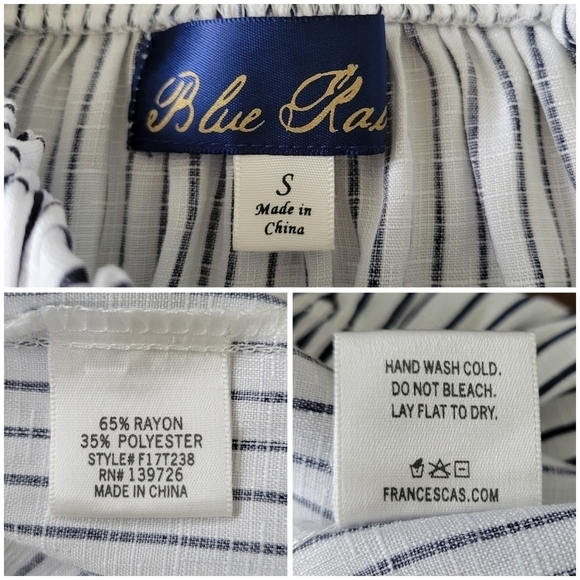 Blue Ras
S
Made in
China
65% RAYON
35% POLYESTER
STYLE# F17T238
RN# 139726
MADE IN CHINA
HAND WASH COLD.
DO NOT BLEACH.
LAY FLAT TO DRY.
FRANCESCAS.COM